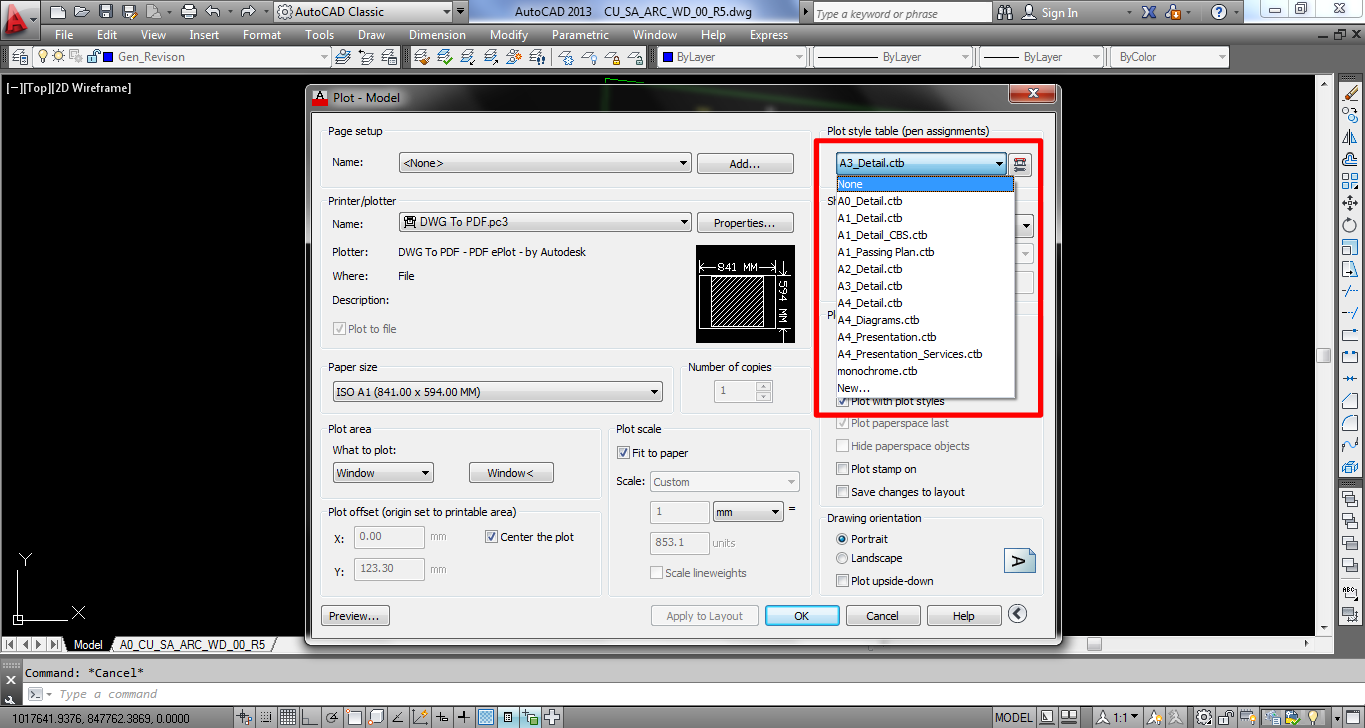 AutoCAD Classic
AutoCAD 2013 CU_SA_ARC_WD_00_R5.dwg
Type a keyword or phrase
Sign In
File Edit View Insert Format Tools Draw Dimension Modify Parametric Window Help Express
Gen_Revison
ByLayer
ByLayer
ByLayer
ByColor
[−][Top][2D Wireframe]
Plot - Model
Page setup
Name:
<None>
Add...
Printer/plotter
Name:
DWG To PDF.pc3
Properties...
Plotter:
DWG To PDF - PDF ePlot - by Autodesk
Where:
File
Description:
Plot to file
841 MM
594 MM
Paper size
ISO A1 (841.00 x 594.00 MM)
Number of copies
1
Plot area
What to plot:
Window
Window<
Plot scale
Fit to paper
Scale:
Custom
1
mm
=
853.1
units
Scale lineweights
Plot offset (origin set to printable area)
X:
0.00
mm
Center the plot
Y:
123.30
mm
Plot style table (pen assignments)
A3_Detail.ctb
None
A0_Detail.ctb
A1_Detail.ctb
A1_Detail_CBS.ctb
A1_Passing Plan.ctb
A2_Detail.ctb
A3_Detail.ctb
A4_Detail.ctb
A4_Diagrams.ctb
A4_Presentation.ctb
A4_Presentation_Services.ctb
monochrome.ctb
New...
Plot with plot styles
Plot paperspace last
Hide paperspace objects
Plot stamp on
Save changes to layout
Drawing orientation
Portrait
Landscape
Plot upside-down
A
Preview...
Apply to Layout
OK
Cancel
Help
Y
X
Model
A0_CU_SA_ARC_WD_00_R5
Command: *Cancel*
Type a command
1017641.9376, 847762.3869, 0.0000
MODEL
1:1